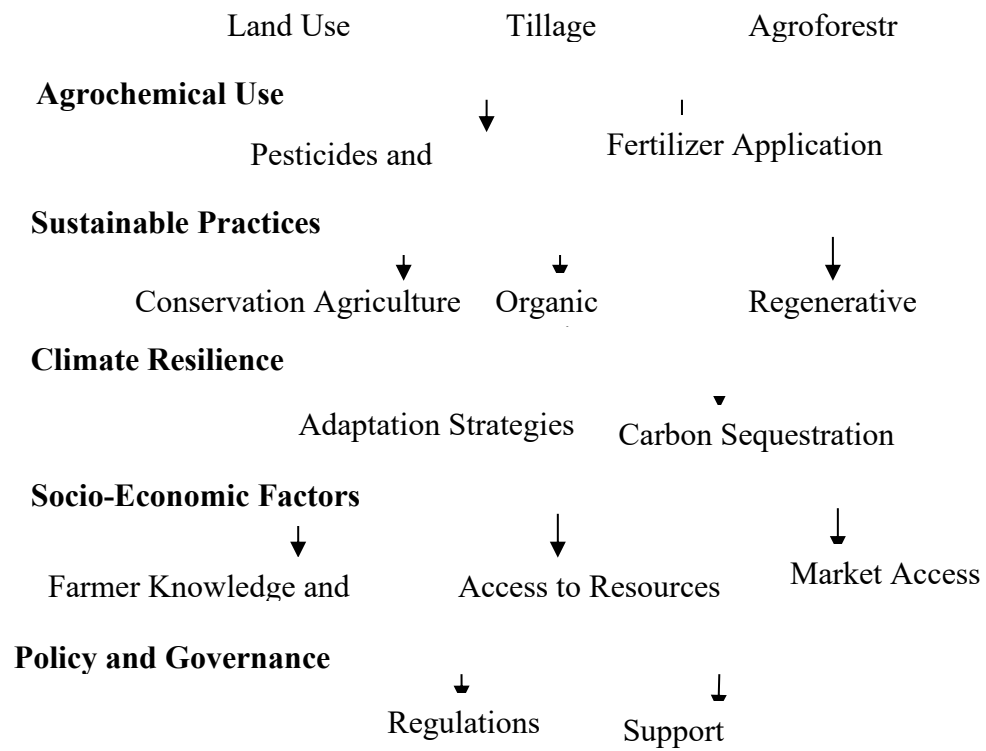 Land Use Tillage Agroforestr
Agrochemical Use
Pesticides and Fertilizer Application
Sustainable Practices
Conservation Agriculture Organic Regenerative
Climate Resilience
Adaptation Strategies Carbon Sequestration
Socio-Economic Factors
Farmer Knowledge and Access to Resources Market Access
Policy and Governance
Regulations Support